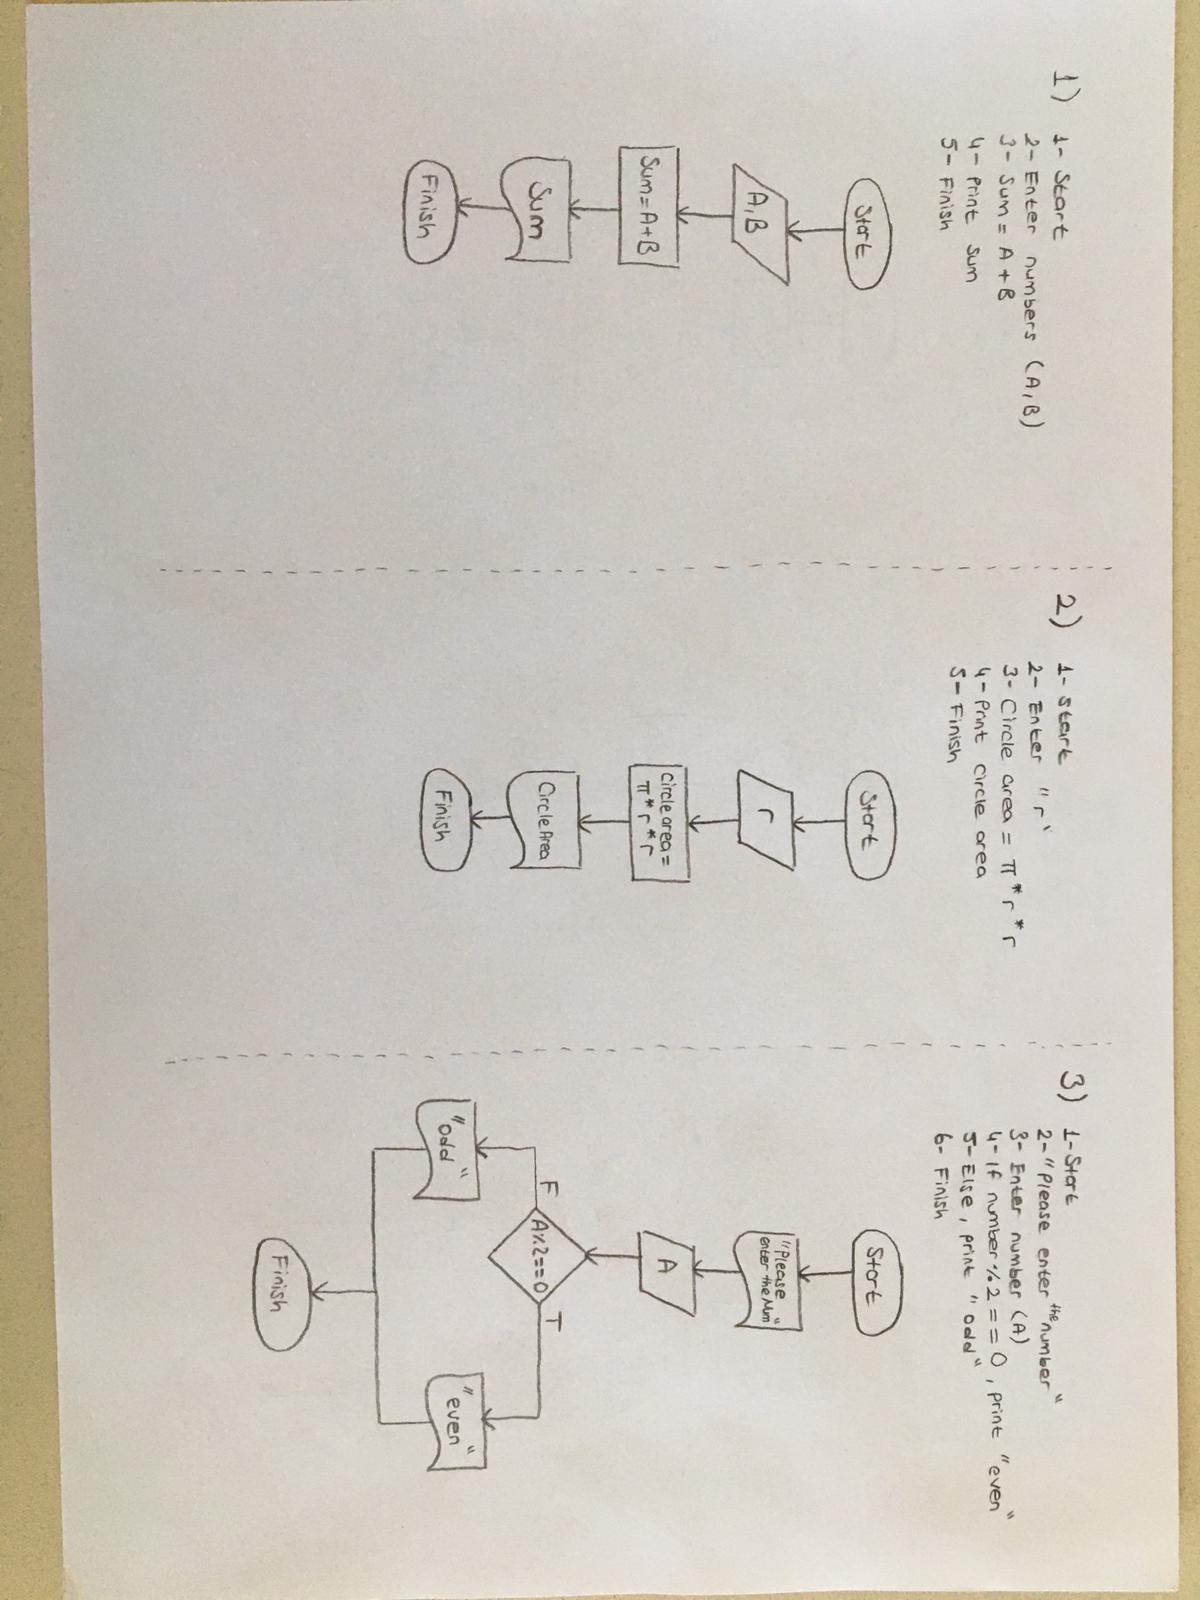 1)
1- Start
2- Enter numbers (A,B)
3- Sum = A + B
4- Print sum
5- Finish
Start
A,B
Sum=A+B
Sum
Finish
2)
1- start
2- Enter "r"
3- Circle area = π*r*r
4- Print circle area
5- Finish
Start
r
Circle area =
π*r*r
Circle Area
Finish
3)
1- Start
2- "Please enter the number"
3- Enter number (A)
4- If number%2 == 0, print "even"
5- Else, print "odd"
6- Finish
Start
"Please
enter the Num"
A
F
A%2==0
T
"odd"
"even"
Finish